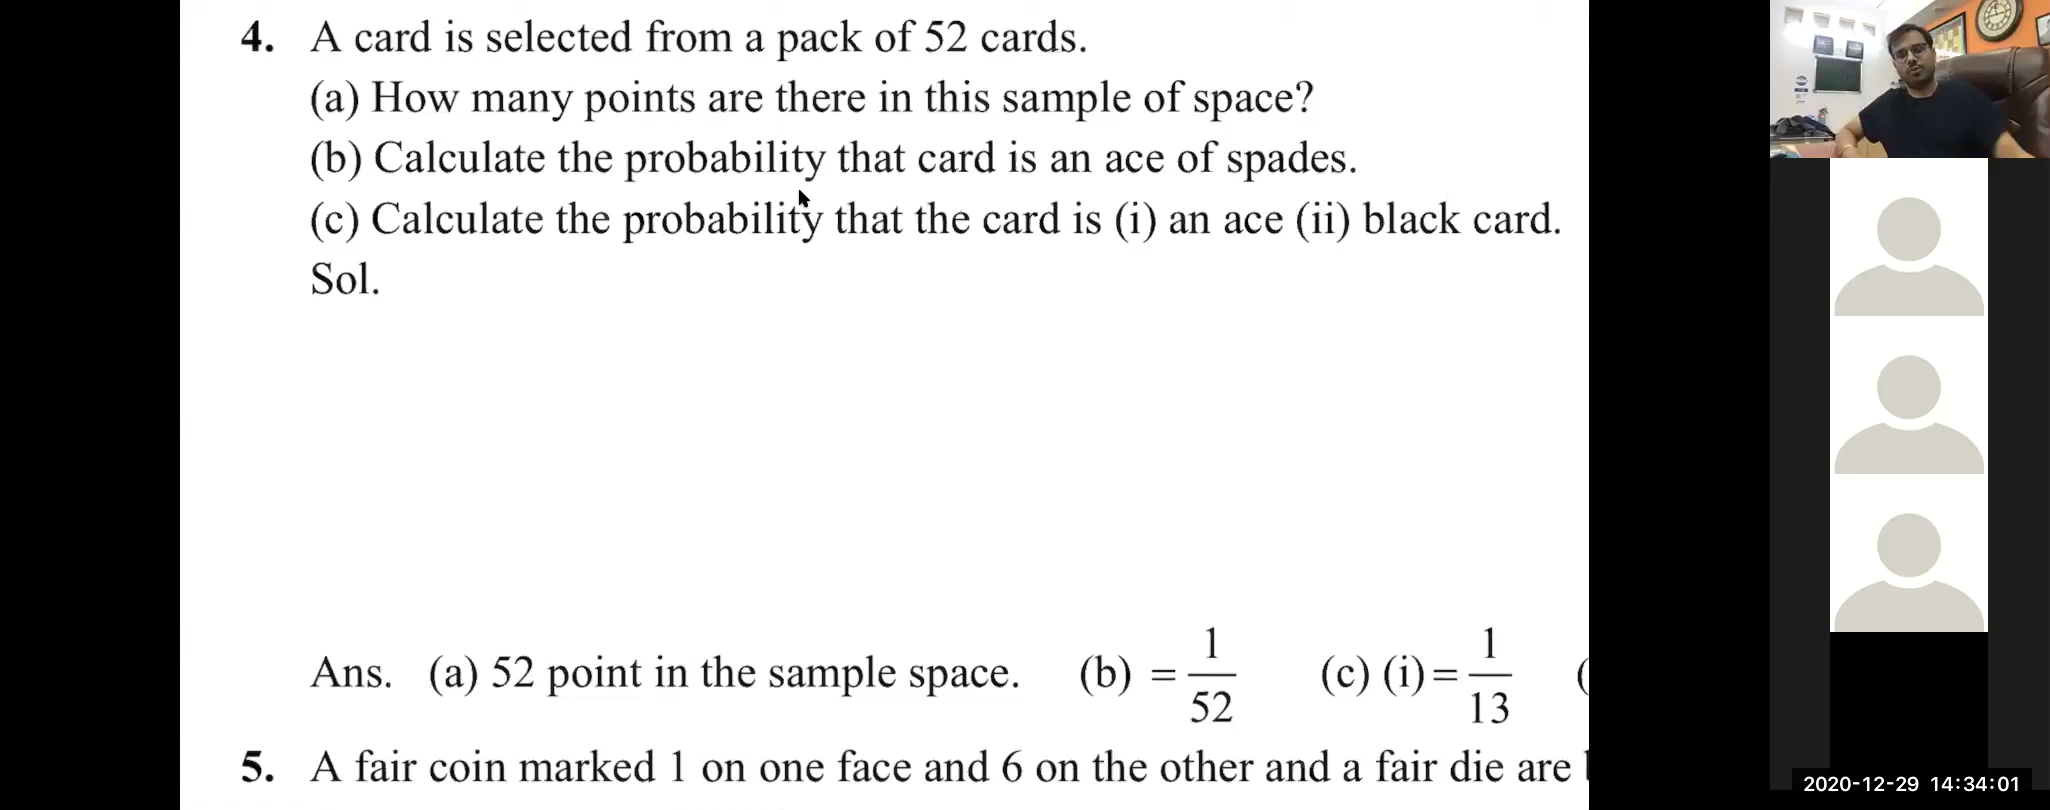 4. A card is selected from a pack of 52 cards.
(a) How many points are there in this sample of space?
(b) Calculate the probability that card is an ace of spades.
(c) Calculate the probability that the card is (i) an ace (ii) black card.
Sol.
Ans. (a) 52 point in the sample space. (b) = 1/52 (c) (i) = 1/13 (
5. A fair coin marked 1 on one face and 6 on the other and a fair die are
2020-12-29 14:34:01